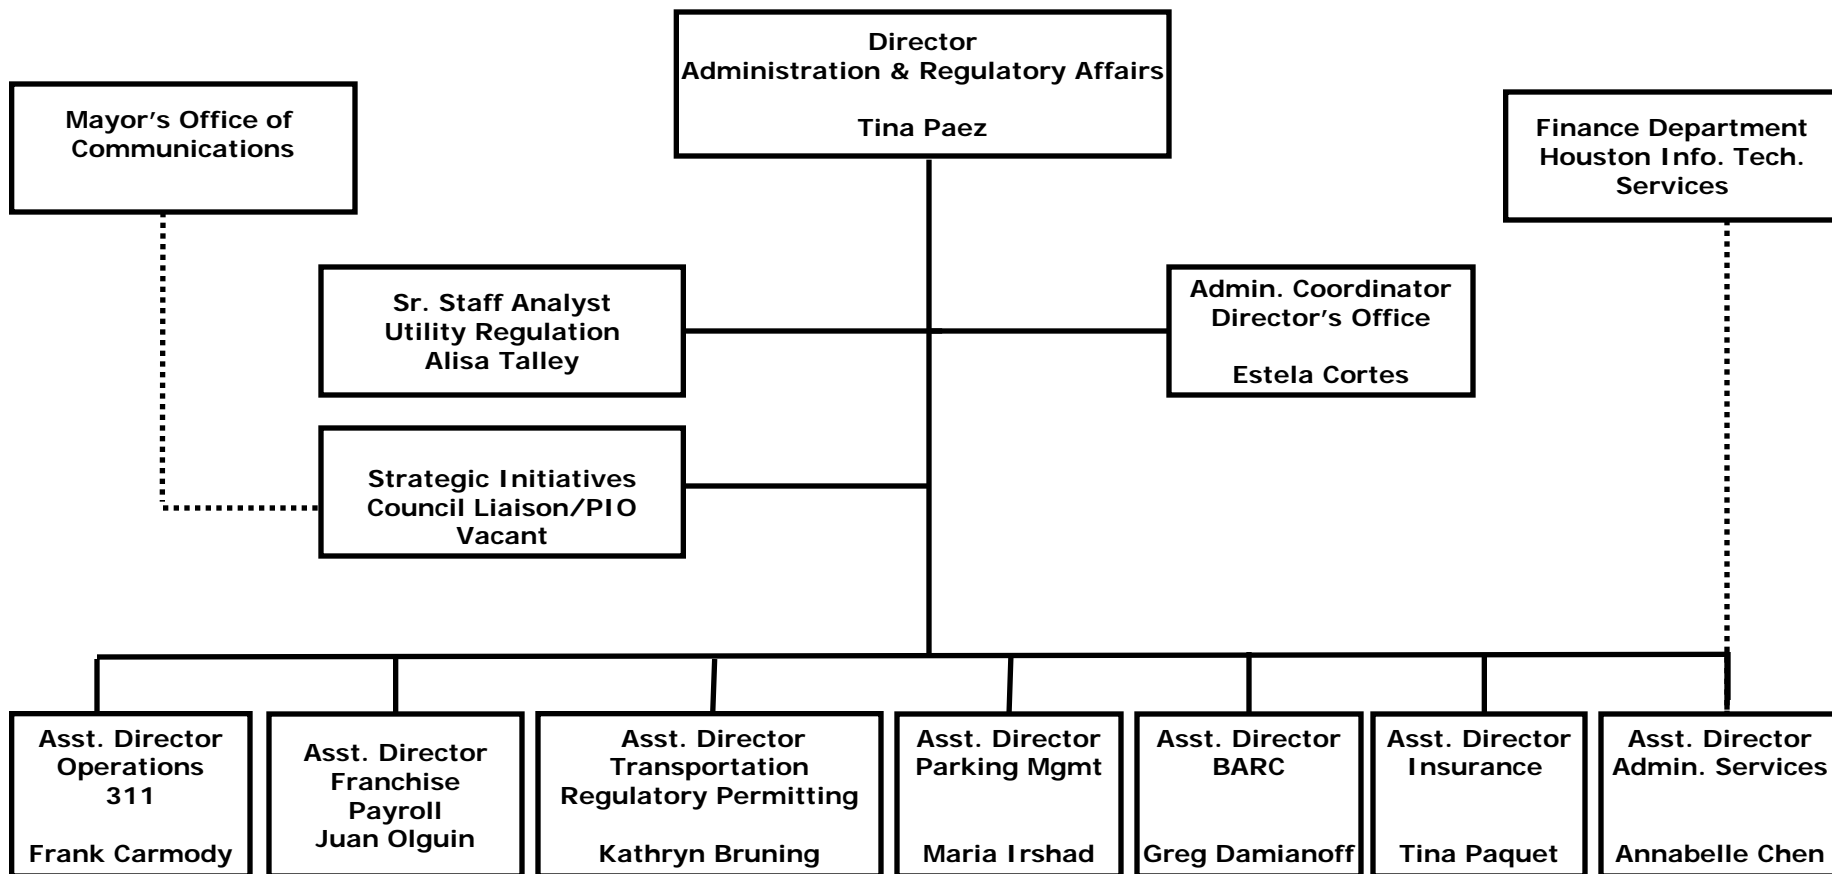 Director
Administration & Regulatory Affairs
Tina Paez
Mayor's Office of
Communications
Finance Department
Houston Info. Tech.
Services
Sr. Staff Analyst
Utility Regulation
Alisa Talley
Admin. Coordinator
Director's Office
Estela Cortes
Strategic Initiatives
Council Liaison/PIO
Vacant
Asst. Director
Operations
311
Frank Carmody
Asst. Director
Franchise
Payroll
Juan Olguin
Asst. Director
Transportation
Regulatory Permitting
Kathryn Bruning
Asst. Director
Parking Mgmt
Maria Irshad
Asst. Director
BARC
Greg Damianoff
Asst. Director
Insurance
Tina Paquet
Asst. Director
Admin. Services
Annabelle Chen